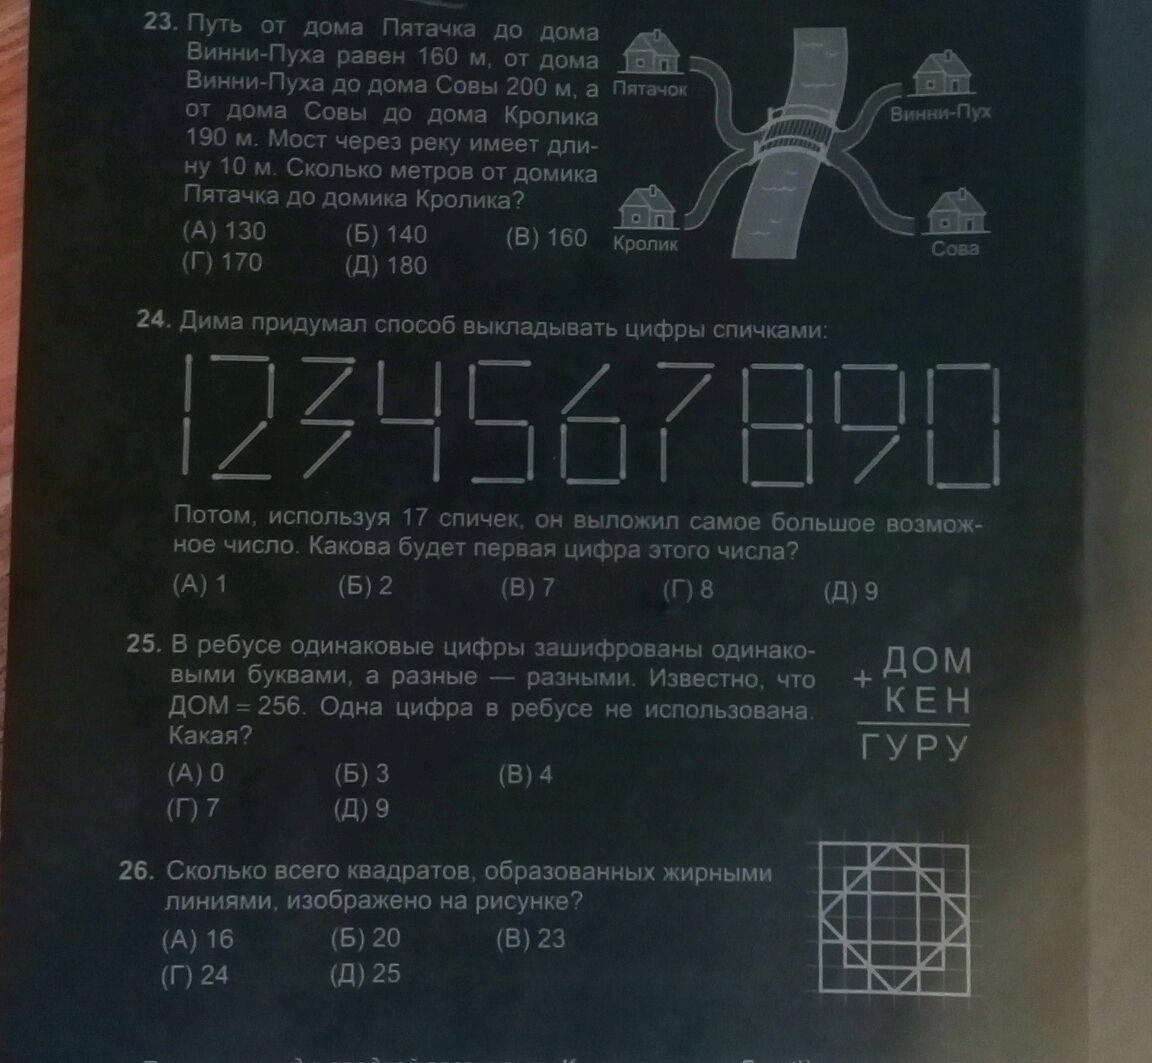 23. Путь от дома Пятачка до дома
Винни-Пуха равен 160 м, от дома
Винни-Пуха до дома Совы 200 м, а
от дома Совы до дома Кролика
190 м. Мост через реку имеет дли-
ну 10 м. Сколько метров от домика
Пятачка до домика Кролика?
(А) 130 (Б) 140 (В) 160
(Г) 170 (Д) 180
Пятачок
Винни-Пух
Кролик
Сова
24. Дима придумал способ выкладывать цифры спичками:
1234567890
Потом, используя 17 спичек, он выложил самое большое возмож-
ное число. Какова будет первая цифра этого числа?
(А) 1 (Б) 2 (В) 7 (Г) 8 (Д) 9
25. В ребусе одинаковые цифры зашифрованы одинако-
выми буквами, а разные — разными. Известно, что
ДОМ = 256. Одна цифра в ребусе не использована.
Какая?
(А) 0 (Б) 3 (В) 4
(Г) 7 (Д) 9
ДОМ
+
КЕН
ГУРУ
26. Сколько всего квадратов, образованных жирными
линиями, изображено на рисунке?
(А) 16 (Б) 20 (В) 23
(Г) 24 (Д) 25